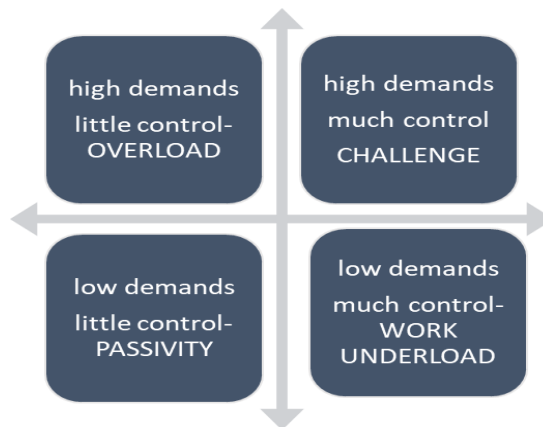 high demands
little control-
OVERLOAD
high demands
much control
CHALLENGE
low demands
little control-
PASSIVITY
low demands
much control-
WORK
UNDERLOAD